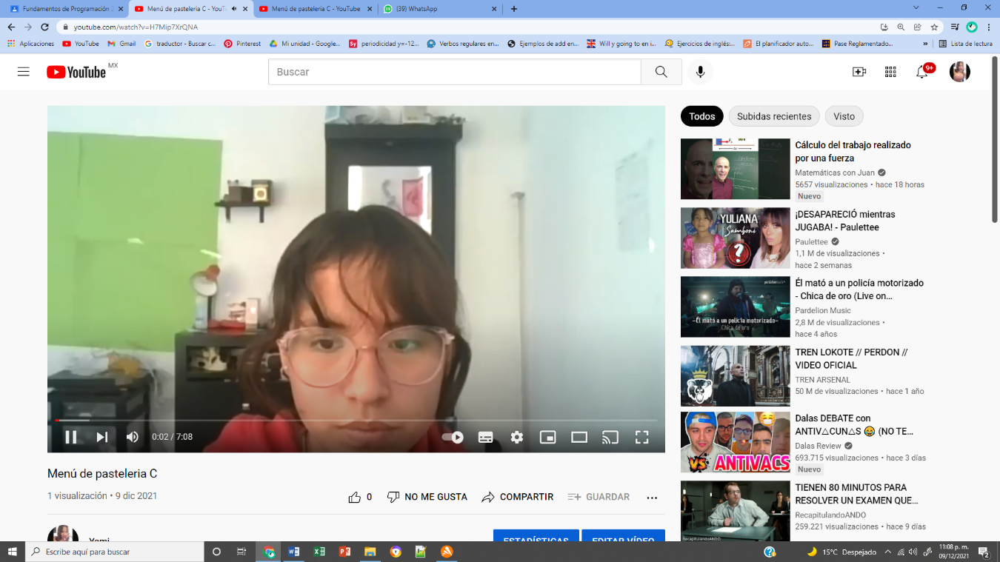 Fundamentos de Programación 2
Menú de pasteleria C - YouTu
Menú de pasteleria C - YouTube
(39) WhatsApp
youtube.com/watch?v=H7Mip7XrQNA
Aplicaciones
YouTube
Gmail
traductor - Buscar c...
Pinterest
Mi unidad - Google...
periodicidad y=-12...
Verbos regulares en...
Ejemplos de add en...
Will y going to en i...
Ejercicios de inglés:...
El planificador auto...
Pase Reglamentado...
»
Lista de lectura
YouTube MX
Buscar
9+
Todos
Subidas recientes
Visto
Cálculo del trabajo realizado
por una fuerza
Matemáticas con Juan
5657 visualizaciones • hace 18 horas
Nuevo
YULIANA
Samboni
?
¡DESAPARECIÓ mientras
JUGABA! - Paulettee
Paulettee
1,1 M de visualizaciones •
hace 2 semanas
-Él mató a un policía motorizado-
Chica de oro
Él mató a un policía motorizado
- Chica de oro (Live on...
Pardelion Music
2,8 M de visualizaciones •
hace 4 años
TREN LOKOTE // PERDON //
VIDEO OFICIAL
TREN ARSENAL
50 M de visualizaciones • hace 1 año
VS ANTIVACS
Dalas DEBATE con
ANTIV△CUN△S 😂 (NO TE...
Dalas Review
693.715 visualizaciones • hace 3 días
Nuevo
RecapitulandoANDO
TIENEN 80 MINUTOS PARA
RESOLVER UN EXAMEN QUE...
RecapitulandoANDO
259.221 visualizaciones • hace 9 días
0:02 / 7:08
Menú de pasteleria C
1 visualización • 9 dic 2021
0
NO ME GUSTA
COMPARTIR
GUARDAR
...
Yami
ESTADÍSTICAS
EDITAR VÍDEO
Escribe aquí para buscar
15°C Despejado
11:08 p. m.
09/12/2021
2